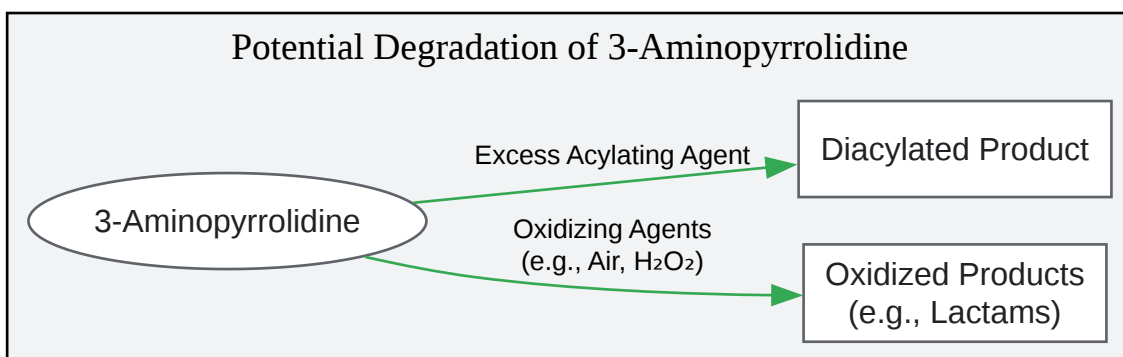 Potential Degradation of 3-Aminopyrrolidine
3-Aminopyrrolidine
Excess Acylating Agent
Diacylated Product
Oxidizing Agents
(e.g., Air, H₂O₂)
Oxidized Products
(e.g., Lactams)